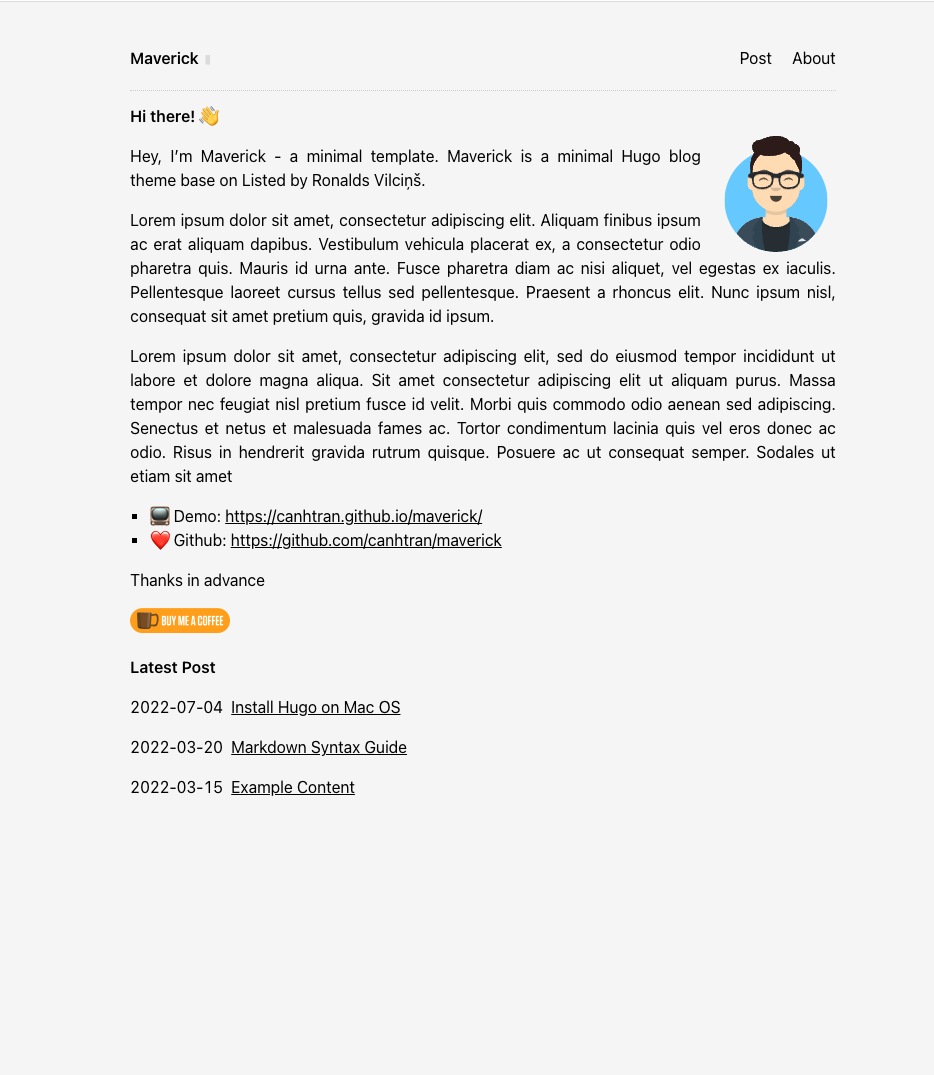 Maverick
Post About
Hi there! 👋
Hey, I’m Maverick - a minimal template. Maverick is a minimal Hugo blog
theme base on Listed by Ronalds Vilciņš.
Lorem ipsum dolor sit amet, consectetur adipiscing elit. Aliquam finibus ipsum
ac erat aliquam dapibus. Vestibulum vehicula placerat ex, a consectetur odio
pharetra quis. Mauris id urna ante. Fusce pharetra diam ac nisi aliquet, vel egestas ex iaculis.
Pellentesque laoreet cursus tellus sed pellentesque. Praesent a rhoncus elit. Nunc ipsum nisl,
consequat sit amet pretium quis, gravida id ipsum.
Lorem ipsum dolor sit amet, consectetur adipiscing elit, sed do eiusmod tempor incididunt ut
labore et dolore magna aliqua. Sit amet consectetur adipiscing elit ut aliquam purus. Massa
tempor nec feugiat nisl pretium fusce id velit. Morbi quis commodo odio aenean sed adipiscing.
Senectus et netus et malesuada fames ac. Tortor condimentum lacinia quis vel eros donec ac
odio. Risus in hendrerit gravida rutrum quisque. Posuere ac ut consequat semper. Sodales ut
etiam sit amet
▪ 📺 Demo: https://canhtran.github.io/maverick/
▪ ❤️ Github: https://github.com/canhtran/maverick
Thanks in advance
BUY ME A COFFEE
Latest Post
2022-07-04 Install Hugo on Mac OS
2022-03-20 Markdown Syntax Guide
2022-03-15 Example Content